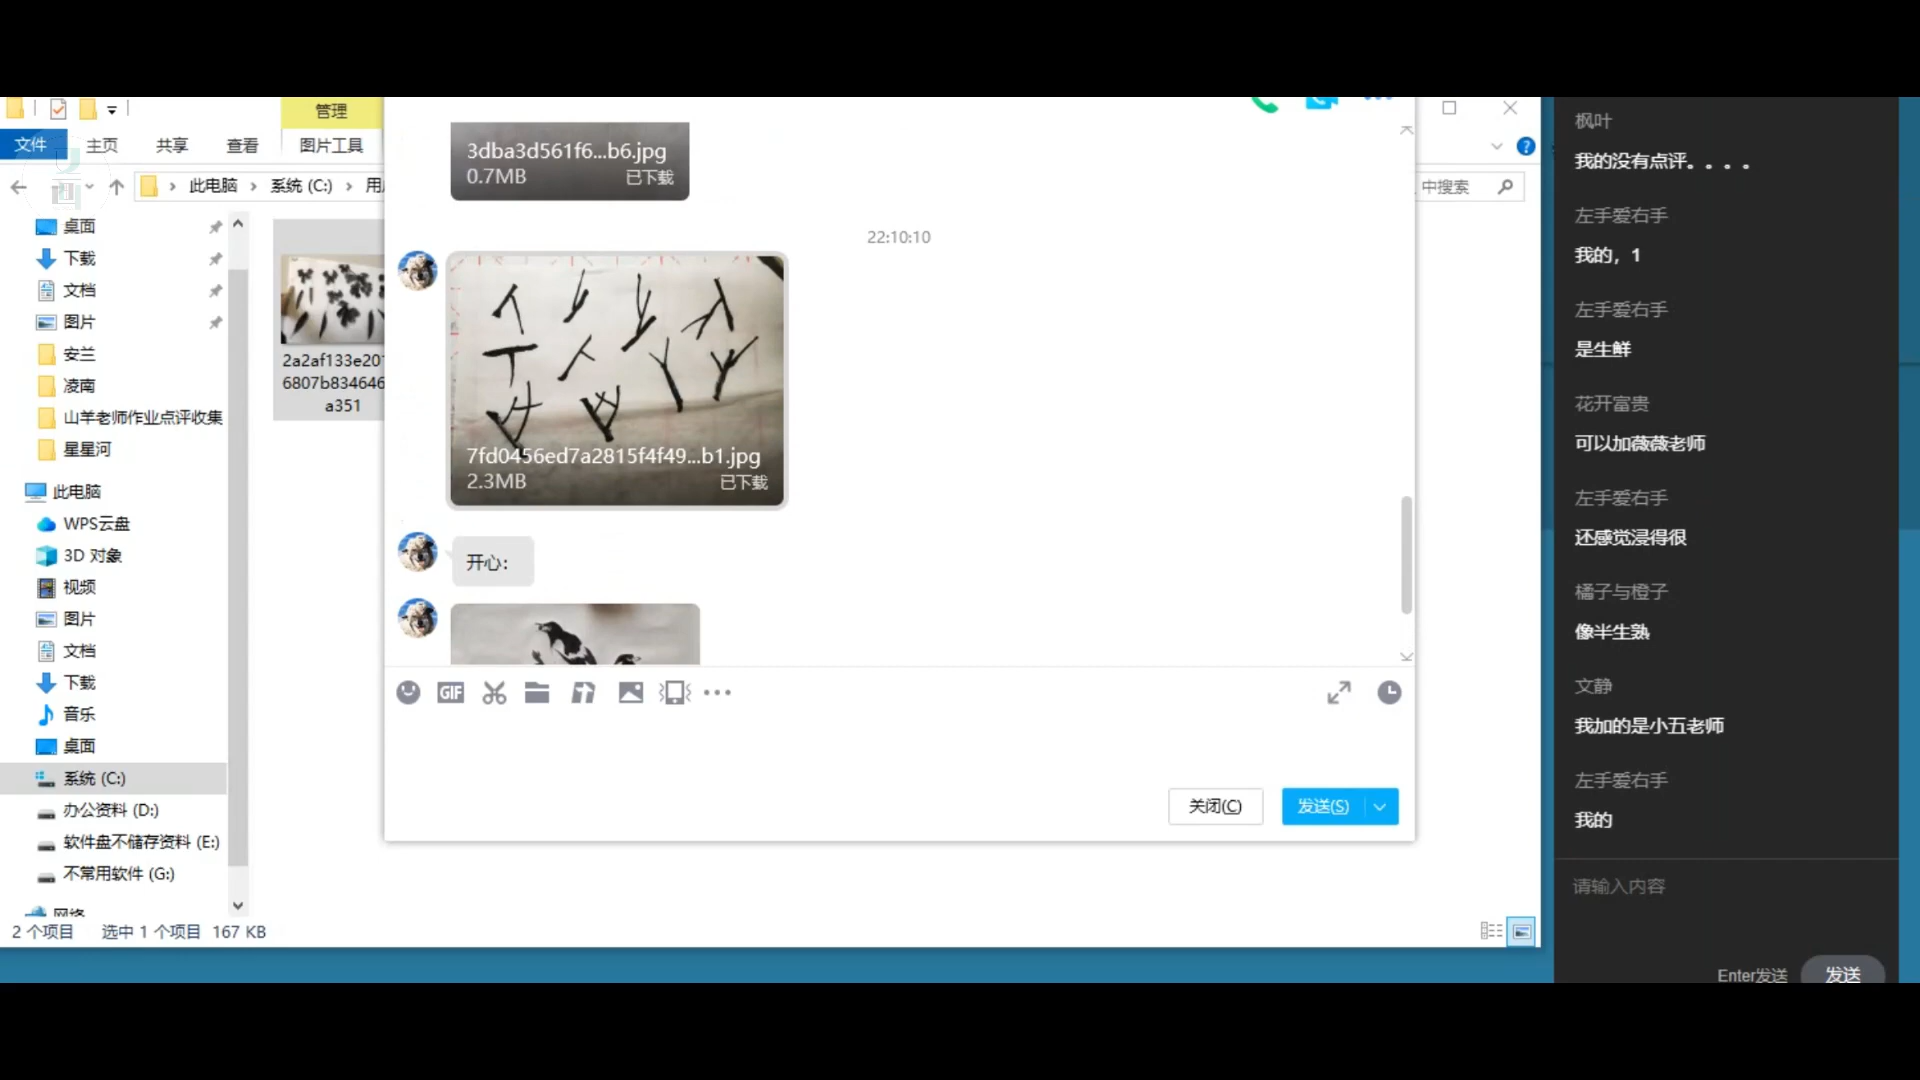 管理
文件
主页
共享
查看
图片工具
此电脑
系统 (C:)
用
中搜索
桌面
下载
文档
图片
安兰
凌南
山羊老师作业点评收集
星星河
此电脑
WPS云盘
3D 对象
视频
图片
文档
下载
音乐
桌面
系统 (C:)
办公资料 (D:)
软件盘不储存资料 (E:)
不常用软件 (G:)
网络
2 个项目
选中 1 个项目 167 KB
2a2af133e20
6807b834646
a351
3dba3d561f6...b6.jpg
0.7MB
已下载
22:10:10
7fd0456ed7a2815f4f49...b1.jpg
2.3MB
已下载
开心:
GIF
关闭(C)
发送(S)
枫叶
我的没有点评。。。。
左手爱右手
我的，1
左手爱右手
是生鲜
花开富贵
可以加薇薇老师
左手爱右手
还感觉浸得很
橘子与橙子
像半生熟
文静
我加的是小五老师
左手爱右手
我的
请输入内容
Enter发送
发送